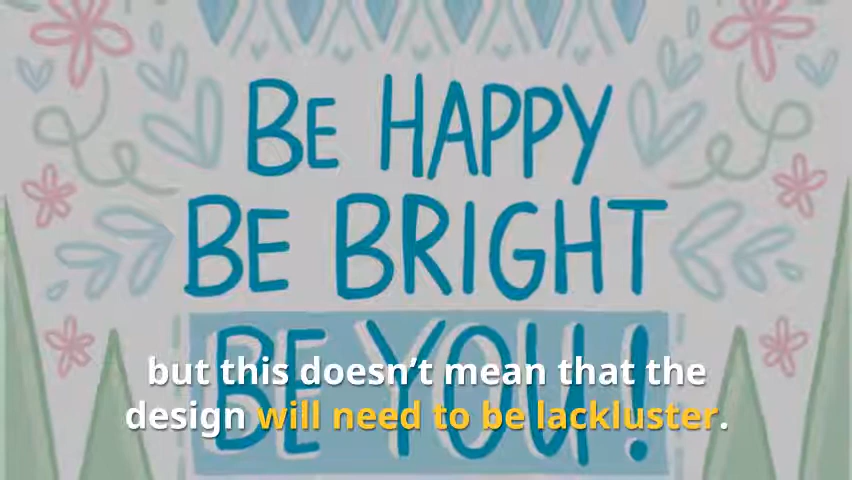 BE HAPPY
BE BRIGHT
BE YOU!
but this doesn’t mean that the
design will need to be lackluster.